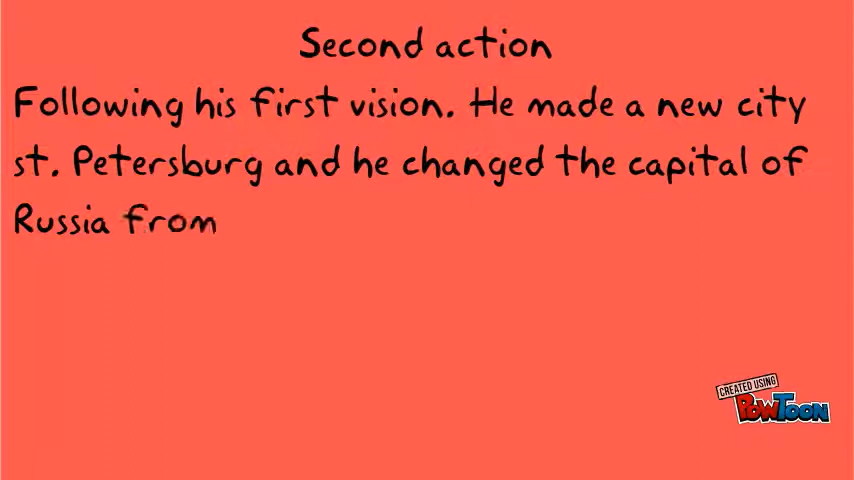 Second action
Following his first vision. He made a new city
st. Petersburg and he changed the capital of
Russia from
CREATED USING
PowToon